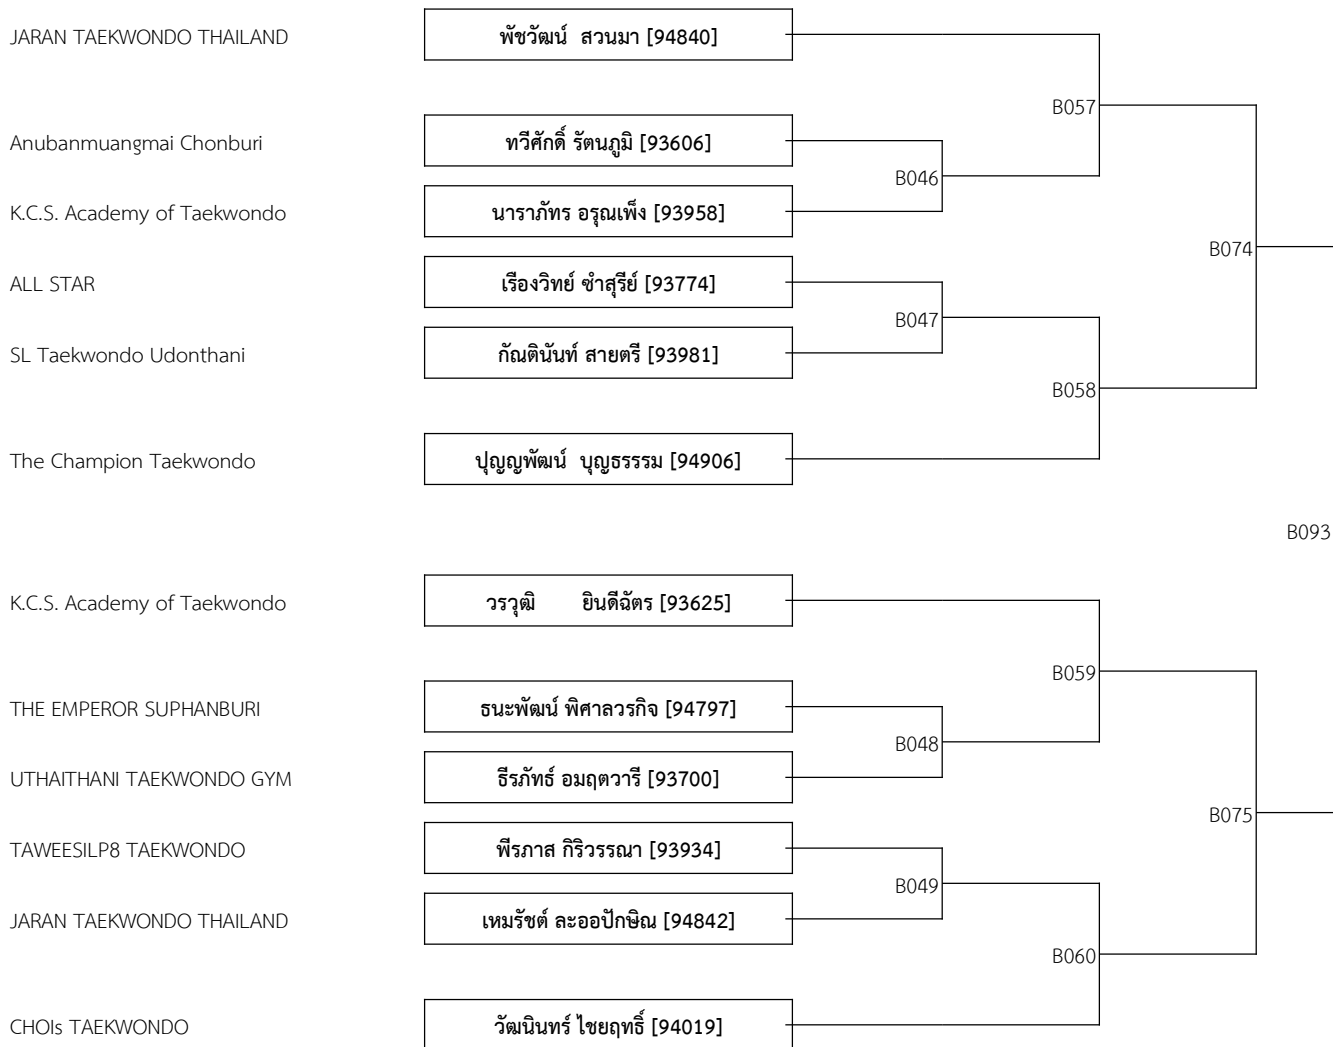 JARAN TAEKWONDO THAILAND พัชวัฒน์ สวนมา [94840]
B057
Anubanmuangmai Chonburi ทวีศักดิ์ รัตนภูมิ [93606]
B046
K.C.S. Academy of Taekwondo นาราภัทร อรุณเพ็ง [93958]
B074
ALL STAR เรืองวิทย์ ซำสุรีย์ [93774]
B047
SL Taekwondo Udonthani กัณตินันท์ สายตรี [93981]
B058
The Champion Taekwondo ปุญญพัฒน์ บุญธรรรม [94906]
B093
K.C.S. Academy of Taekwondo วรวุฒิ ยินดีฉัตร [93625]
B059
THE EMPEROR SUPHANBURI ธนะพัฒน์ พิศาลวรกิจ [94797]
B048
UTHAITHANI TAEKWONDO GYM ธีรภัทธ์ อมฤตวารี [93700]
B075
TAWEESILP8 TAEKWONDO พีรภาส กิริวรรณา [93934]
B049
JARAN TAEKWONDO THAILAND เหมรัชต์ ละออปักษิณ [94842]
B060
CHOIs TAEKWONDO วัฒนินทร์ ไชยฤทธิ์ [94019]